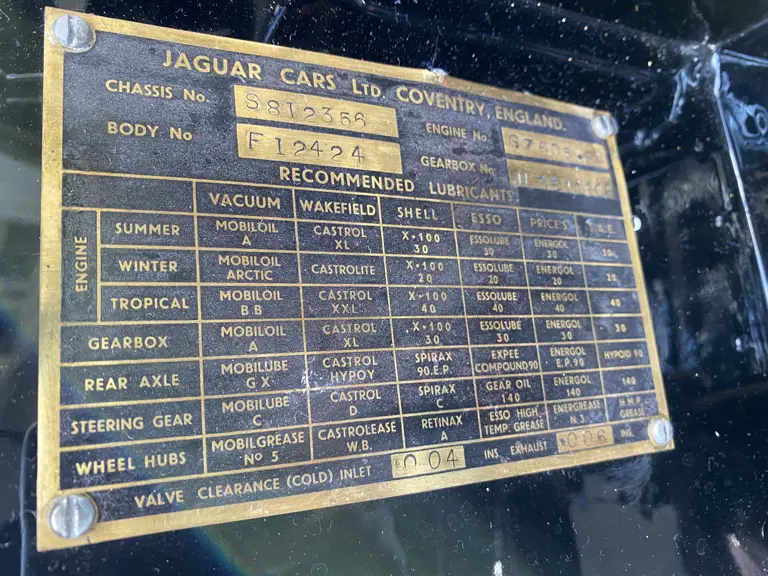 JAGUAR CARS LTD. COVENTRY, ENGLAND.
CHASSIS No. S812356 ENGINE No.
BODY No F12424 GEARBOX No
RECOMMENDED LUBRICANTS
VACUUM WAKEFIELD SHELL ESSO PRICE'S S.A.E.
ENGINE
SUMMER MOBILOIL A CASTROL XL X-100 30 ESSOLUBE 30 ENERGOL 30 30
WINTER MOBILOIL ARCTIC CASTROLITE X-100 20 ESSOLUBE 20 ENERGOL 20 20
TROPICAL MOBILOIL B.B CASTROL XXL X-100 40 ESSOLUBE 40 ENERGOL 40 40
GEARBOX MOBILOIL A CASTROL XL X-100 30 ESSOLUBE 30 ENERGOL 30 30
REAR AXLE MOBILUBE GX CASTROL HYPOY SPIRAX 90.E.P. EXPEE COMPOUND90 ENERGOL E.P.90 HYPOID 90
STEERING GEAR MOBILUBE C CASTROL D SPIRAX C GEAR OIL 140 ENERGOL 140 140
WHEEL HUBS MOBILGREASE No 5 CASTROLEASE W.B. RETINAX A ESSO HIGH TEMP. GREASE ENERGREASE N.3 H.M.P. GREASE
VALVE CLEARANCE (COLD) INLET .004 INS. EXHAUST .006 INS.